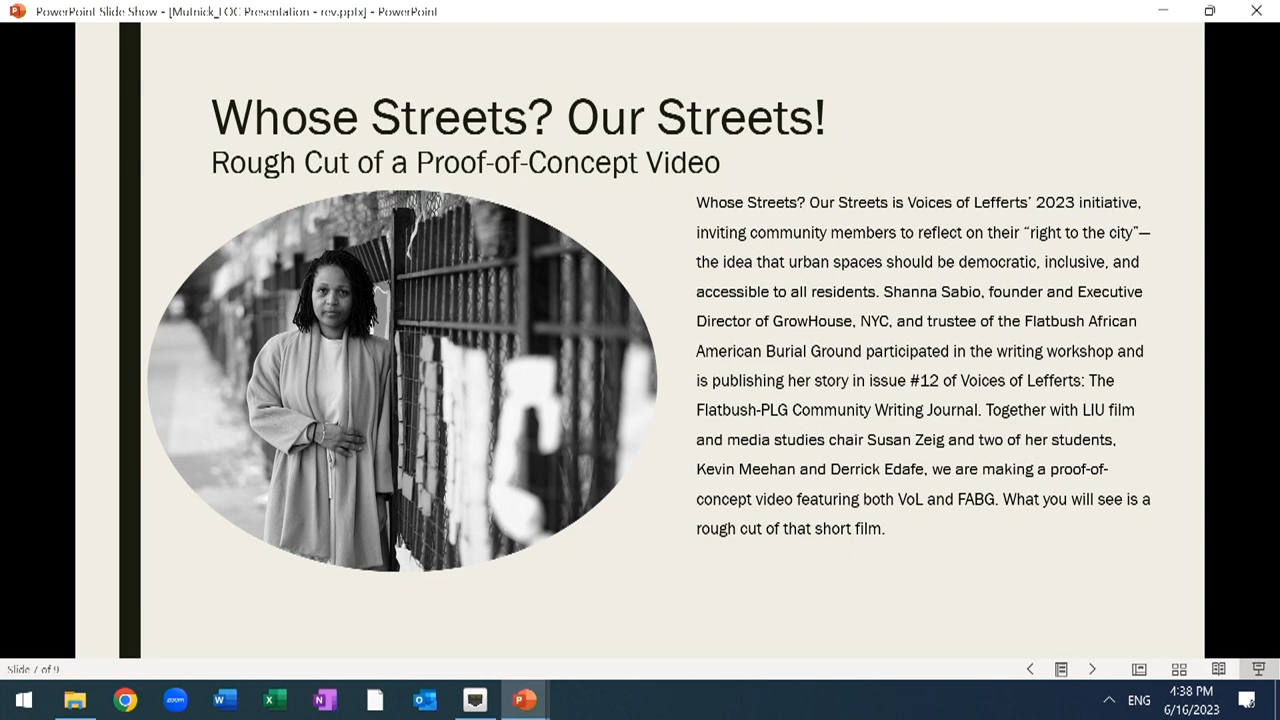 PowerPoint Slide Show - [Mutnick_LOC Presentation - rev.pptx] - PowerPoint
Whose Streets? Our Streets!
Rough Cut of a Proof-of-Concept Video
Whose Streets? Our Streets is Voices of Lefferts’ 2023 initiative,
inviting community members to reflect on their “right to the city”—
the idea that urban spaces should be democratic, inclusive, and
accessible to all residents. Shanna Sabio, founder and Executive
Director of GrowHouse, NYC, and trustee of the Flatbush African
American Burial Ground participated in the writing workshop and
is publishing her story in issue #12 of Voices of Lefferts: The
Flatbush-PLG Community Writing Journal. Together with LIU film
and media studies chair Susan Zeig and two of her students,
Kevin Meehan and Derrick Edafe, we are making a proof-of-
concept video featuring both VoL and FABG. What you will see is a
rough cut of that short film.
Slide 7 of 9
zoom
ENG
4:38 PM
6/16/2023